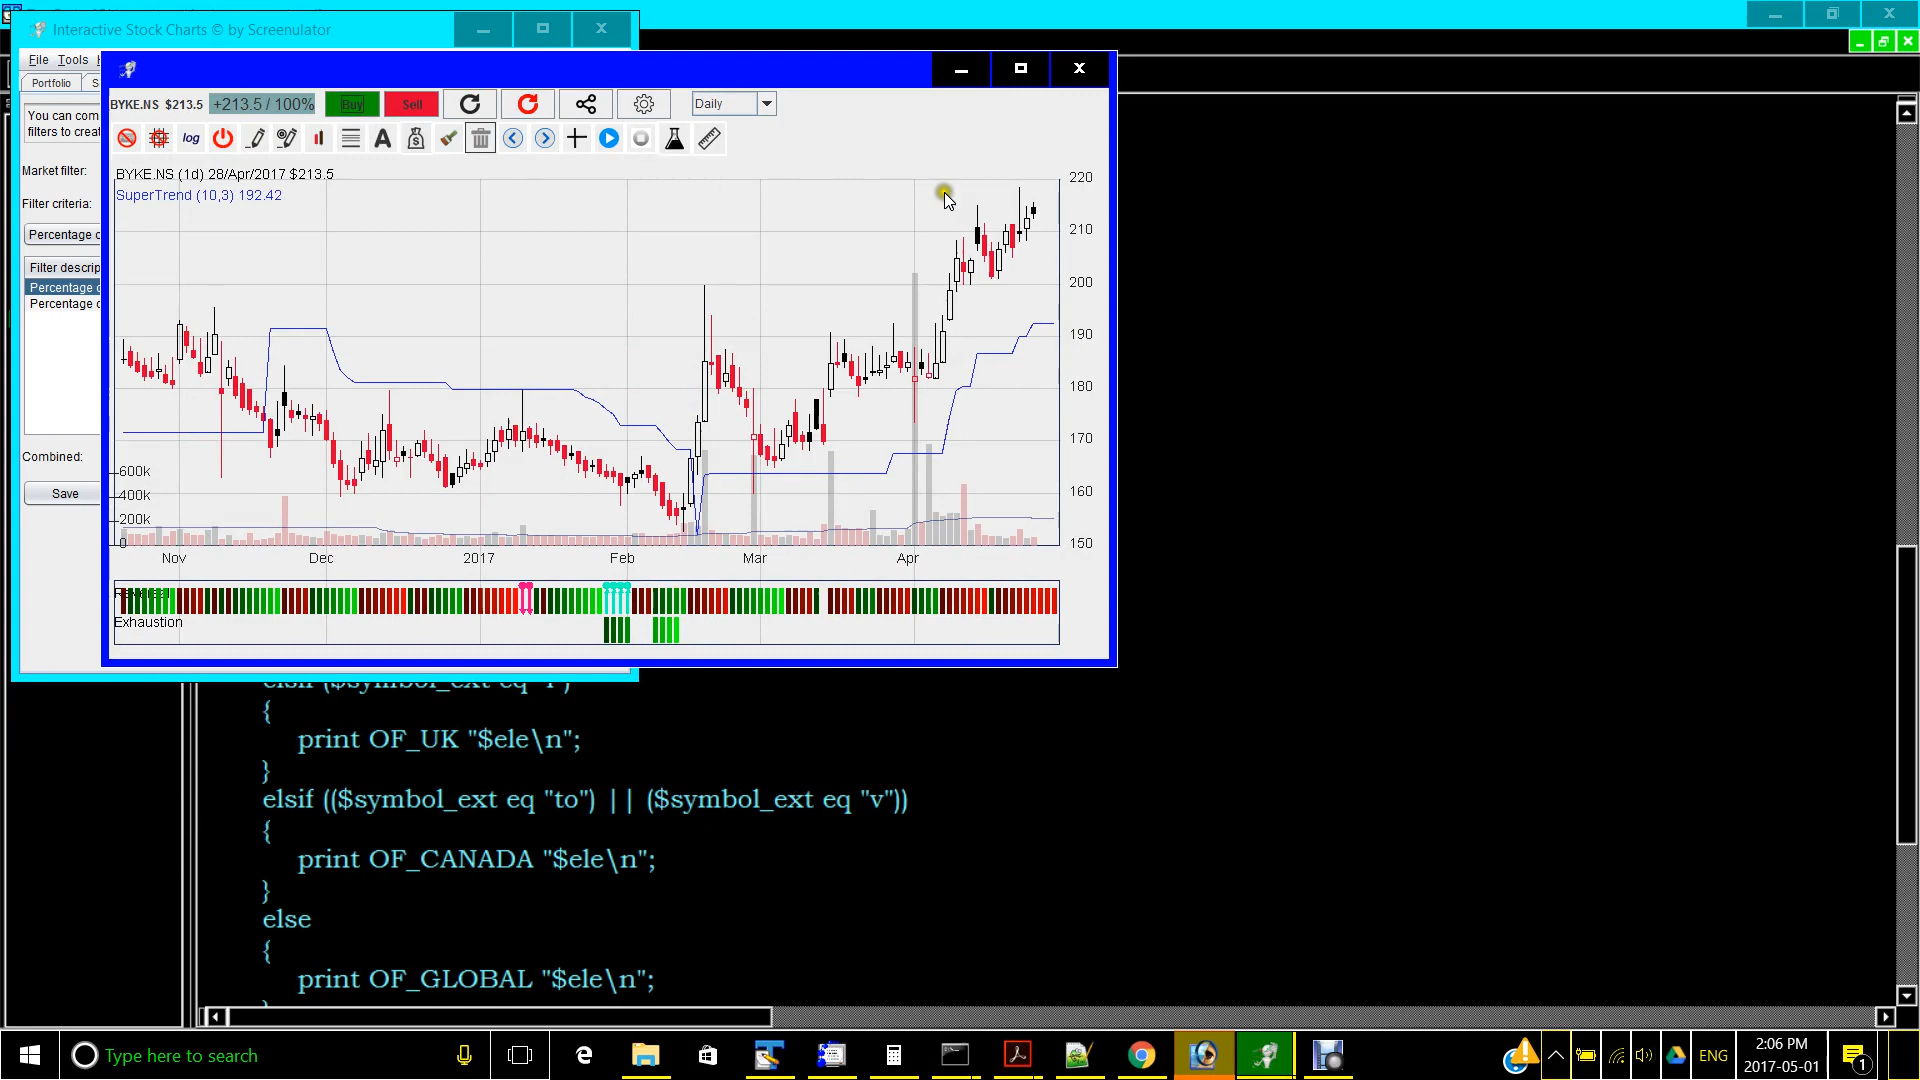 Interactive Stock Charts © by Screenulator
File Tools
Portfolio
You can com
filters to creat
Market filter:
Filter criteria:
Percentage c
Filter descrip
Percentage c
Percentage c
Combined:
Save
BYKE.NS $213.5 +213.5 / 100% Buy Sell Daily
log A
BYKE.NS (1d) 28/Apr/2017 $213.5
SuperTrend (10,3) 192.42
220
210
200
190
180
170
160
150
600k
400k
200k
0
Nov Dec 2017 Feb Mar Apr
Exhaustion
elsif ($symbol_ext eq
{
print OF_UK "$ele\n";
}
elsif (($symbol_ext eq "to") || ($symbol_ext eq "v"))
{
print OF_CANADA "$ele\n";
}
else
{
print OF_GLOBAL "$ele\n";
Type here to search
ENG
2:06 PM
2017-05-01
1